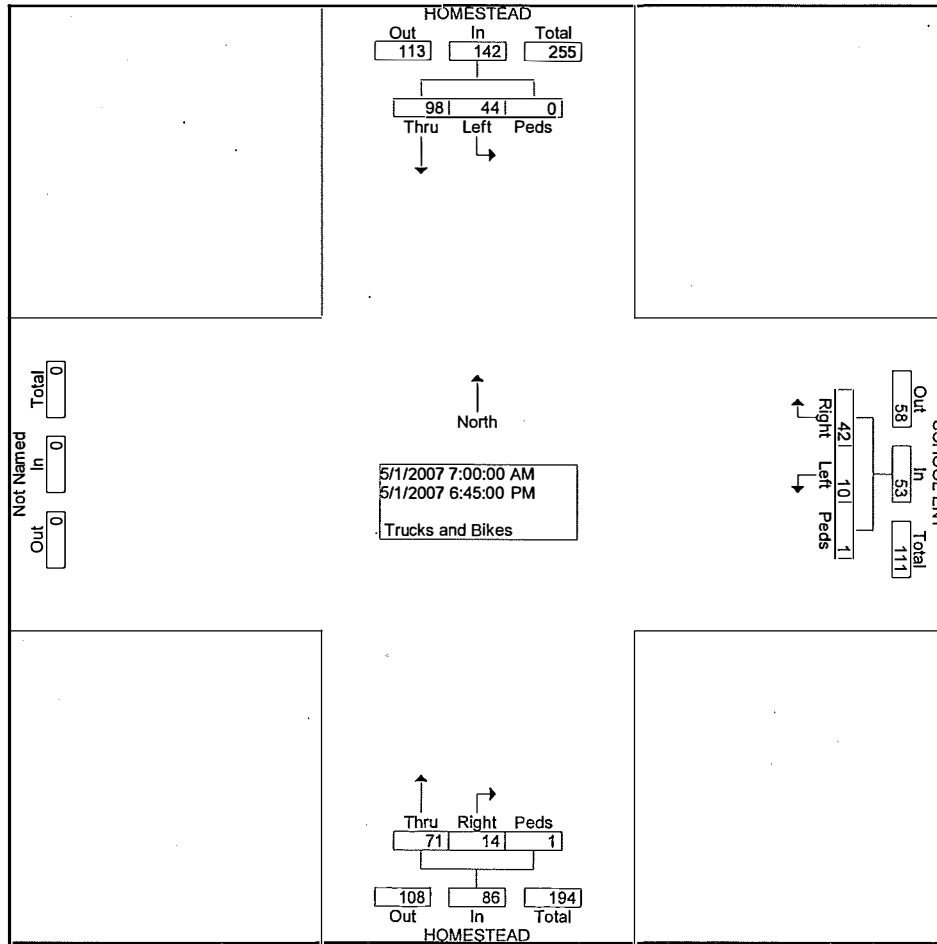 HOMESTEAD
Out In Total
113 142 255
98 44 0
Thru Left Peds
Total 0
In 0
Out 0
Not Named
North
5/1/2007 7:00:00 AM
5/1/2007 6:45:00 PM
Trucks and Bikes
Out 58
In 53
Total 111
Right 42
Left 10
Peds 1
Thru Right Peds
71 14 1
108 86 194
Out In Total
HOMESTEAD